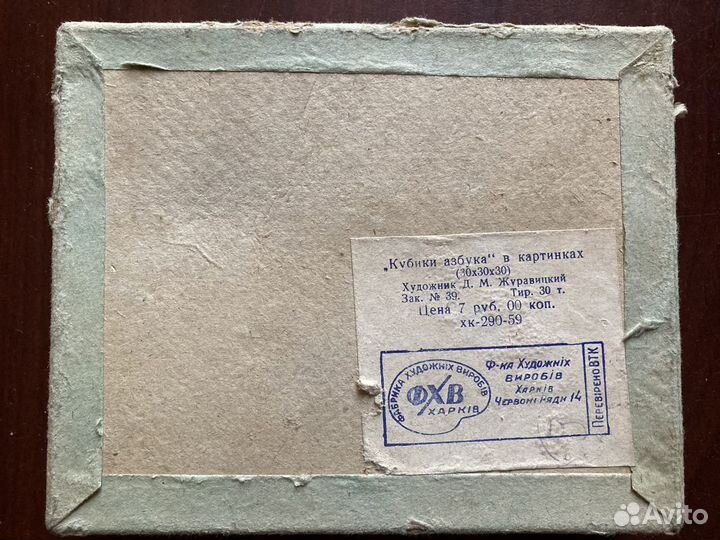 „Кубики азбука“ в картинках
(30х30х30)
Художник Д. М. Журавицкий
Зак. № 39. Тир. 30 т.
Цена 7 руб. 00 коп.
хк-290-59
ФАБРИКА ХУДОЖНІХ ВИРОБІВ
ФХВ
ХАРКІВ
Ф-ка Художніх
виробів
Харків
Червоні ряди 14
Перевірено ВТК
Avito